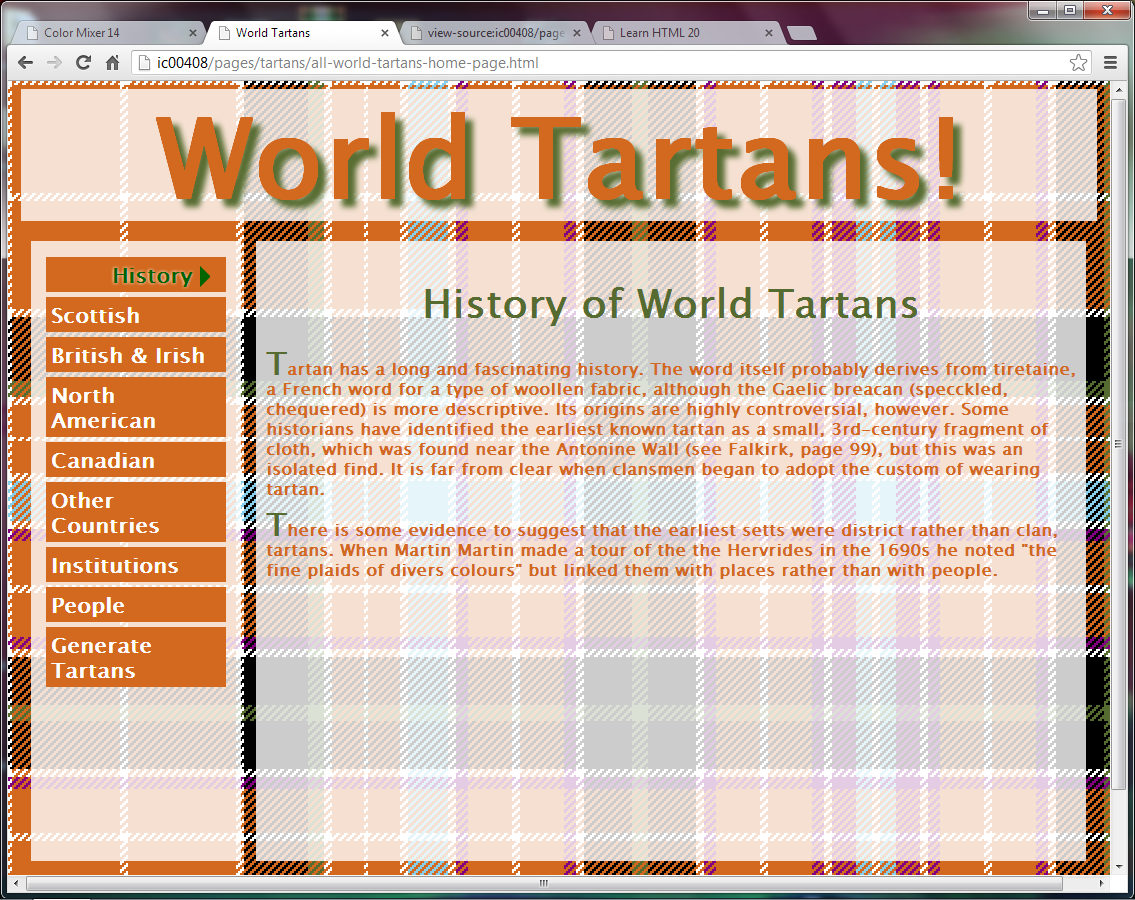 Color Mixer 14
World Tartans
view-source:ic00408/page
Learn HTML 20
ic00408/pages/tartans/all-world-tartans-home-page.html
World Tartans!
History
Scottish
British & Irish
North
American
Canadian
Other
Countries
Institutions
People
Generate
Tartans
History of World Tartans
Tartan has a long and fascinating history. The word itself probably derives from tiretaine,
a French word for a type of woollen fabric, although the Gaelic breacan (specckled,
chequered) is more descriptive. Its origins are highly controversial, however. Some
historians have identified the earliest known tartan as a small, 3rd-century fragment of
cloth, which was found near the Antonine Wall (see Falkirk, page 99), but this was an
isolated find. It is far from clear when clansmen began to adopt the custom of wearing
tartan.
There is some evidence to suggest that the earliest setts were district rather than clan,
tartans. When Martin Martin made a tour of the the Hervrides in the 1690s he noted "the
fine plaids of divers colours" but linked them with places rather than with people.